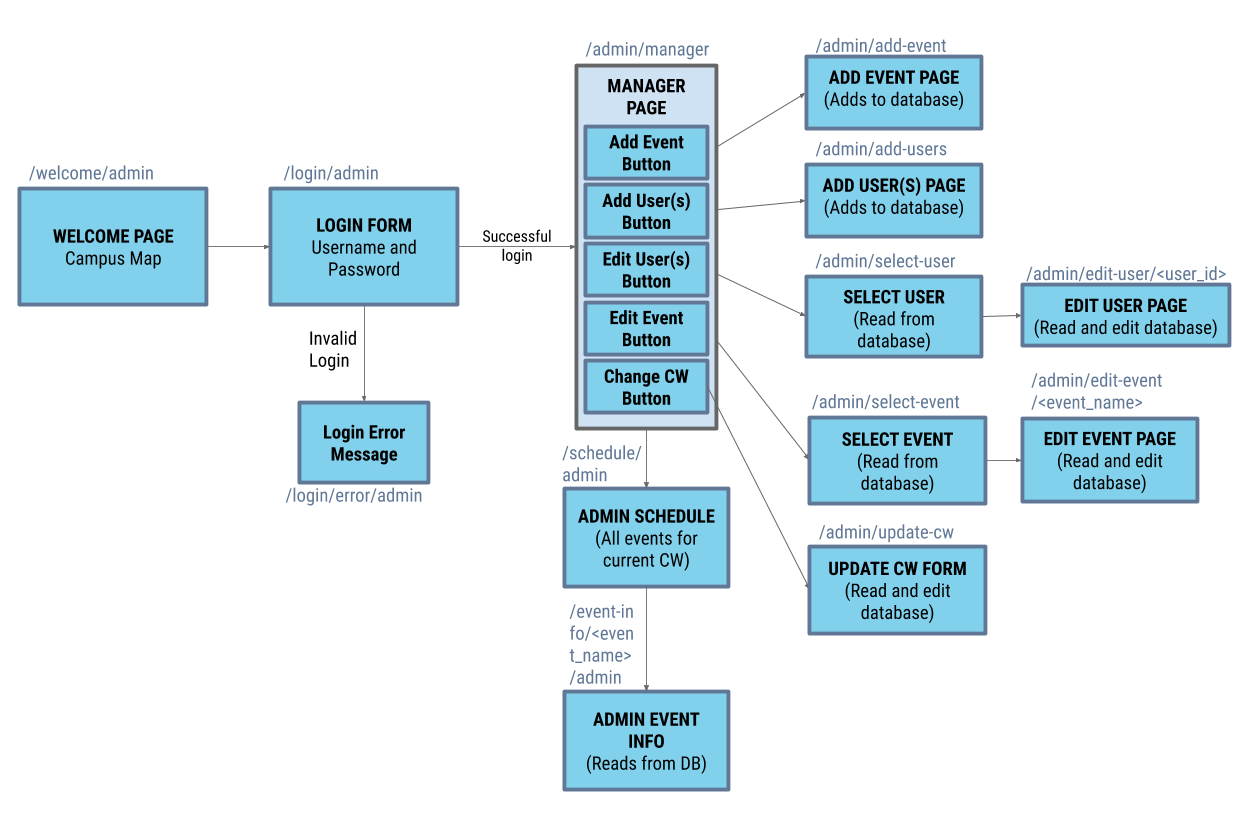 /welcome/admin
WELCOME PAGE
Campus Map
/login/admin
LOGIN FORM
Username and
Password
Successful
login
Invalid
Login
Login Error
Message
/login/error/admin
/admin/manager
MANAGER
PAGE
Add Event
Button
Add User(s)
Button
Edit User(s)
Button
Edit Event
Button
Change CW
Button
/schedule/
admin
ADMIN SCHEDULE
(All events for
current CW)
/event-in
fo/<even
t_name>
/admin
ADMIN EVENT
INFO
(Reads from DB)
/admin/add-event
ADD EVENT PAGE
(Adds to database)
/admin/add-users
ADD USER(S) PAGE
(Adds to database)
/admin/select-user
SELECT USER
(Read from
database)
/admin/edit-user/<user_id>
EDIT USER PAGE
(Read and edit database)
/admin/select-event
SELECT EVENT
(Read from
database)
/admin/edit-event
/<event_name>
EDIT EVENT PAGE
(Read and edit
database)
/admin/update-cw
UPDATE CW FORM
(Read and edit
database)